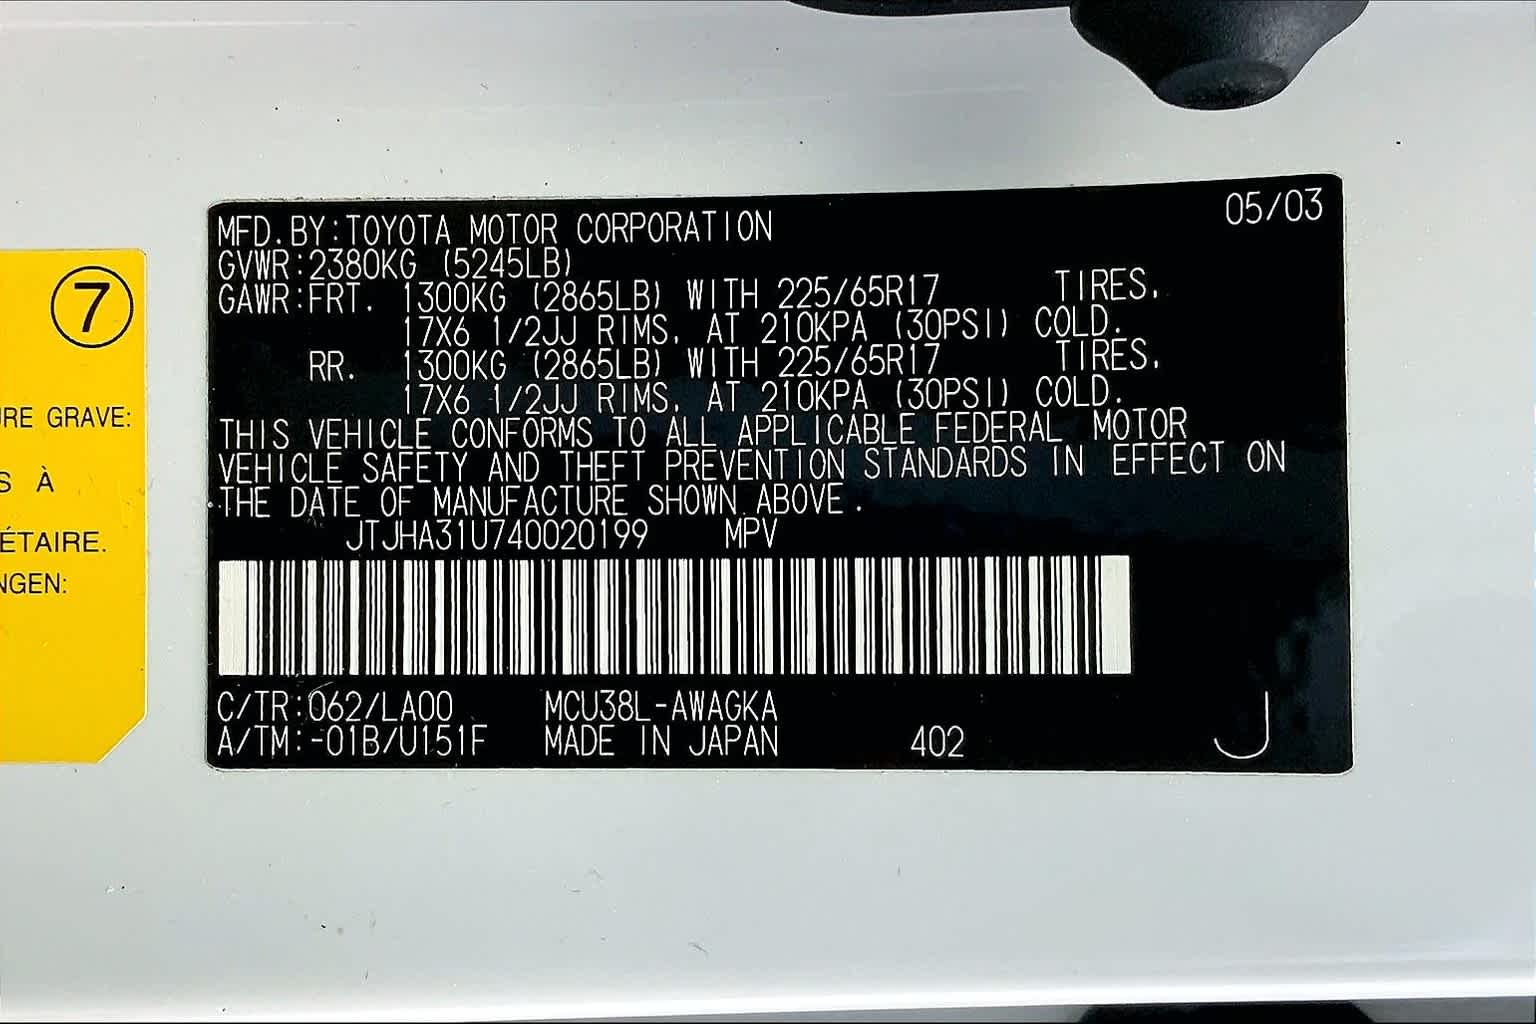 MFD.BY:TOYOTA MOTOR CORPORATION 05/03
GVWR:2380KG (5245LB)
GAWR:FRT. 1300KG (2865LB) WITH 225/65R17 TIRES,
17X6 1/2JJ RIMS, AT 210KPA (30PSI) COLD.
RR. 1300KG (2865LB) WITH 225/65R17 TIRES,
17X6 1/2JJ RIMS, AT 210KPA (30PSI) COLD.
THIS VEHICLE CONFORMS TO ALL APPLICABLE FEDERAL MOTOR
VEHICLE SAFETY AND THEFT PREVENTION STANDARDS IN EFFECT ON
THE DATE OF MANUFACTURE SHOWN ABOVE.
JTJHA31U740020199 MPV
C/TR:062/LA00 MCU38L-AWAGKA
A/TM:-01B/U151F MADE IN JAPAN 402 J
7
URE GRAVE:
S À
ÉTAIRE.
NGEN: